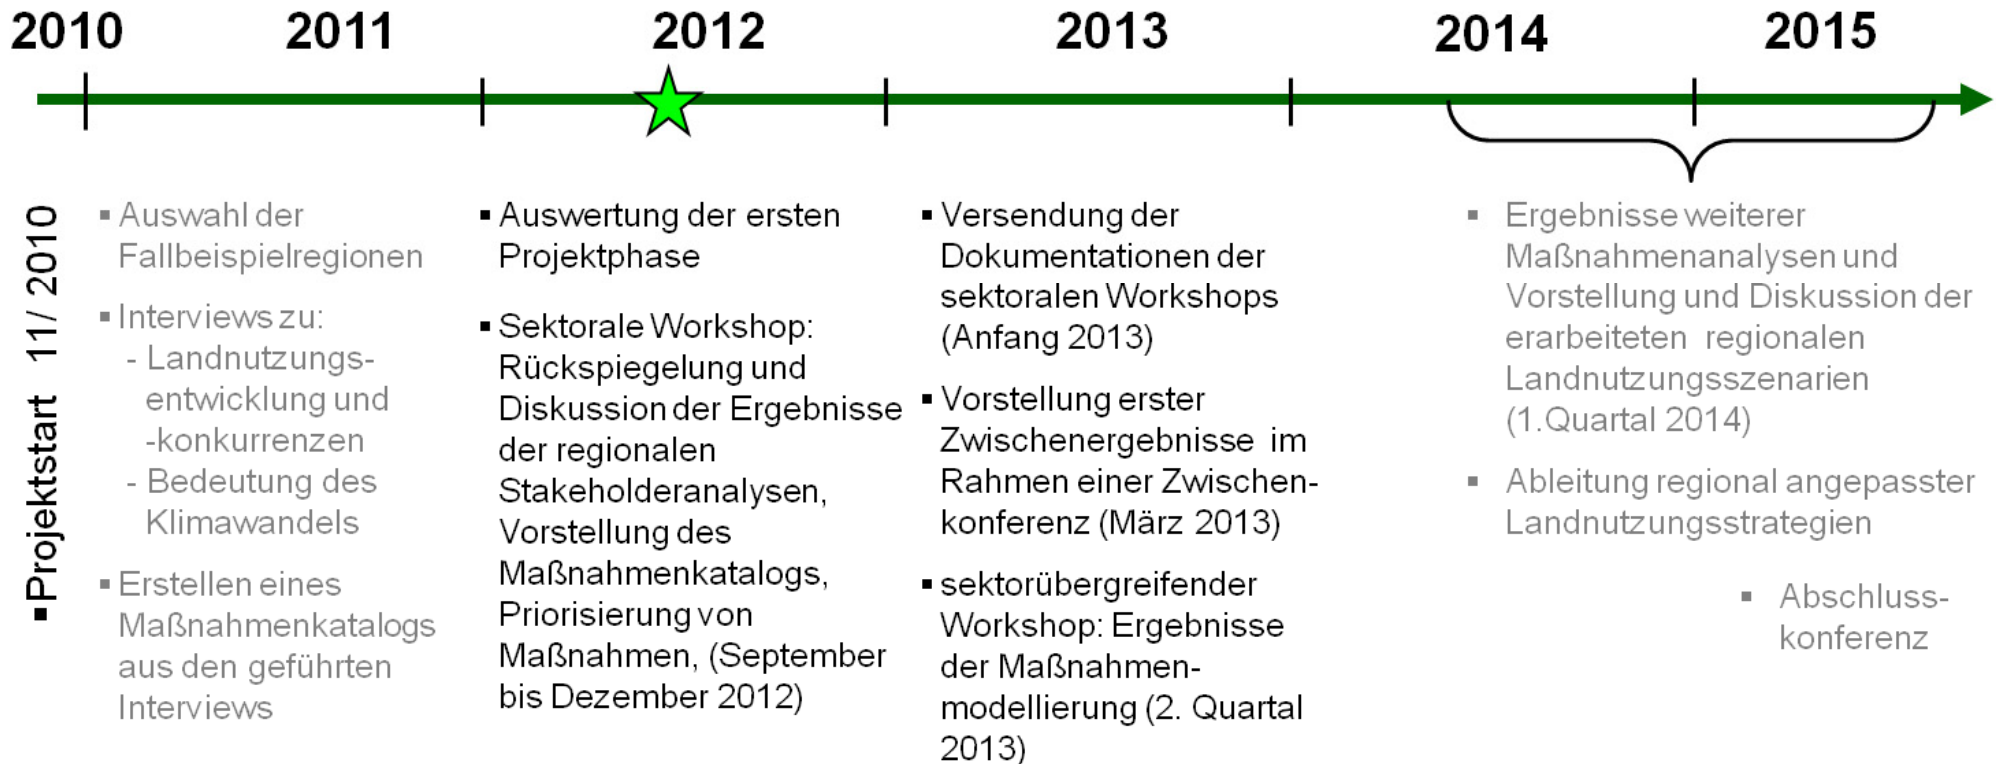 2010 2011 2012 2013 2014 2015
▪Projektstart 11/ 2010
▪ Auswahl der
Fallbeispielregionen
▪ Interviews zu:
- Landnutzungs-
entwicklung und
-konkurrenzen
- Bedeutung des
Klimawandels
▪ Erstellen eines
Maßnahmenkatalogs
aus den geführten
Interviews
▪ Auswertung der ersten
Projektphase
▪ Sektorale Workshop:
Rückspiegelung und
Diskussion der Ergebnisse
der regionalen
Stakeholderanalysen,
Vorstellung des
Maßnahmenkatalogs,
Priorisierung von
Maßnahmen, (September
bis Dezember 2012)
▪ Versendung der
Dokumentationen der
sektoralen Workshops
(Anfang 2013)
▪ Vorstellung erster
Zwischenergebnisse im
Rahmen einer Zwischen-
konferenz (März 2013)
▪ sektorübergreifender
Workshop: Ergebnisse
der Maßnahmen-
modellierung (2. Quartal
2013)
▪ Ergebnisse weiterer
Maßnahmenanalysen und
Vorstellung und Diskussion der
erarbeiteten regionalen
Landnutzungsszenarien
(1.Quartal 2014)
▪ Ableitung regional angepasster
Landnutzungsstrategien
▪ Abschluss-
konferenz